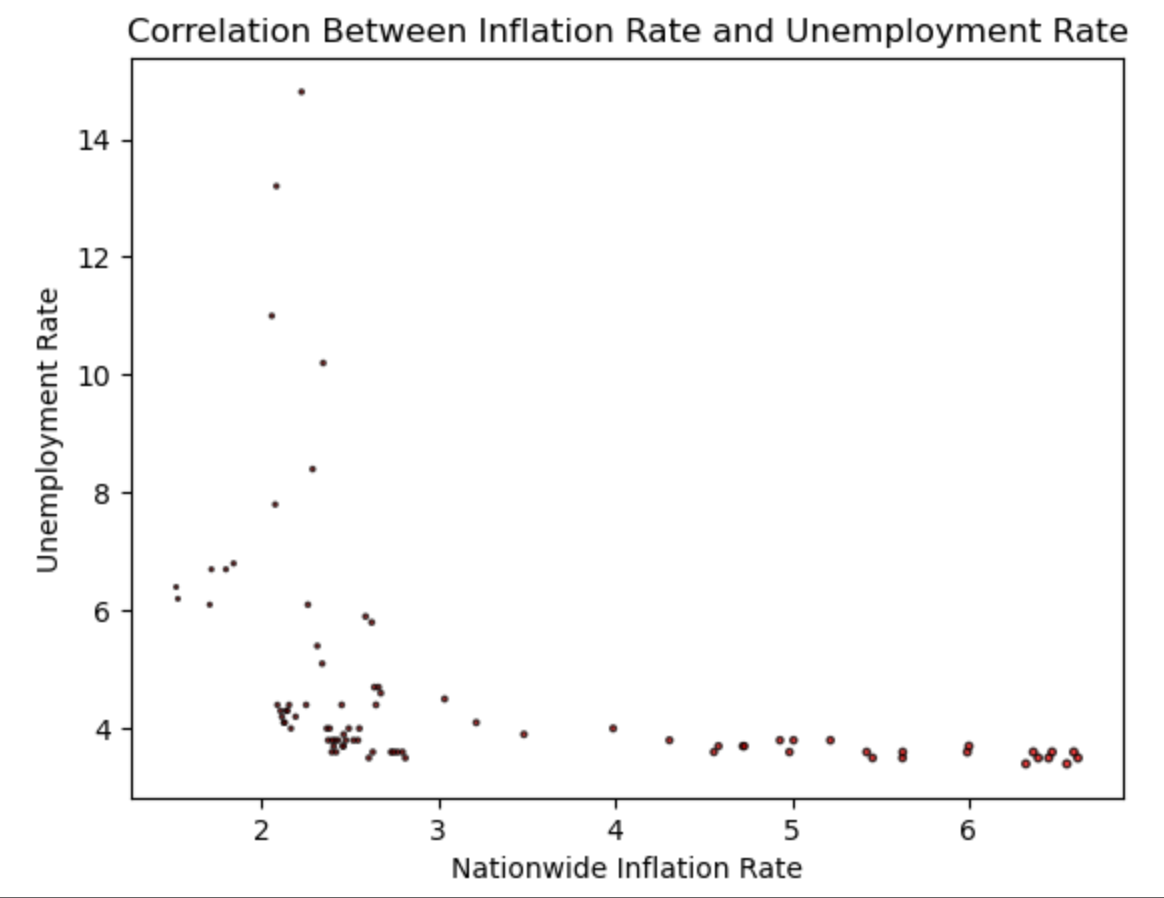 Correlation Between Inflation Rate and Unemployment Rate
14
12
10
8
6
4
Unemployment Rate
2 3 4 5 6
Nationwide Inflation Rate